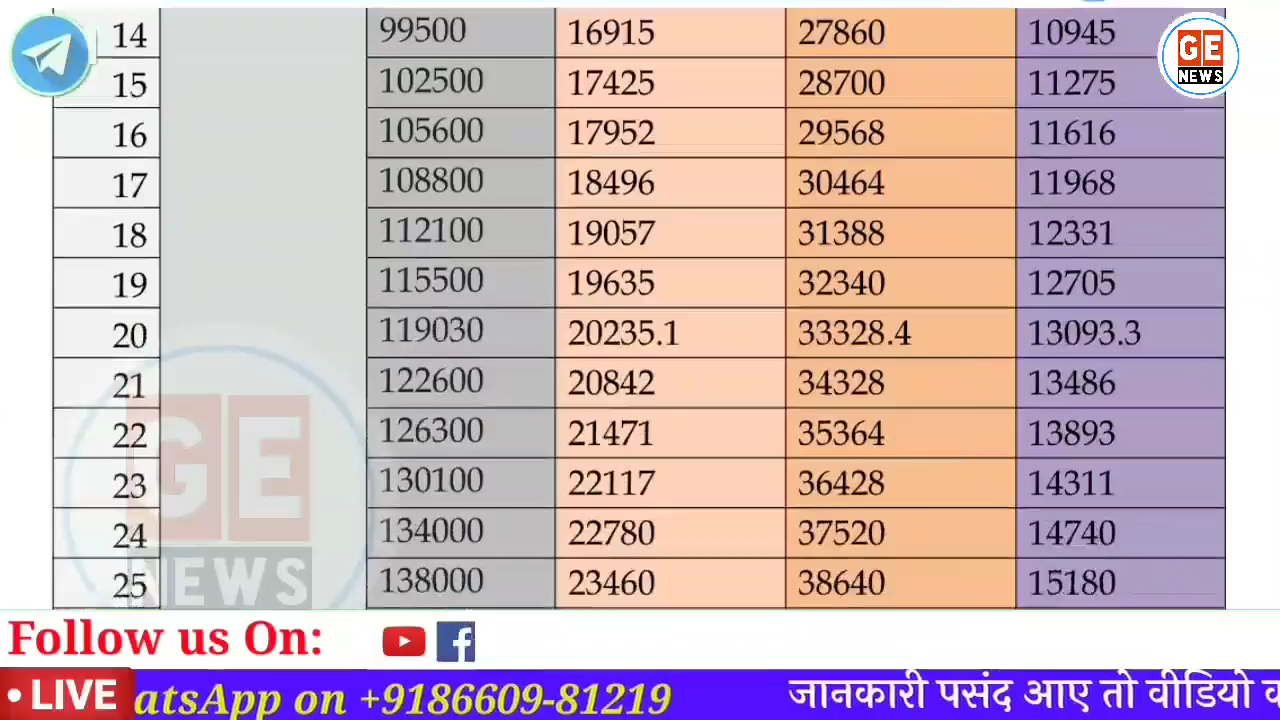 14 99500 16915 27860 10945
GE
NEWS
15 102500 17425 28700 11275
16 105600 17952 29568 11616
17 108800 18496 30464 11968
18 112100 19057 31388 12331
19 115500 19635 32340 12705
20 119030 20235.1 33328.4 13093.3
21 122600 20842 34328 13486
22 126300 21471 35364 13893
23 130100 22117 36428 14311
24 134000 22780 37520 14740
25 138000 23460 38640 15180
GE
NEWS
Follow us On:
• LIVE atsApp on +9186609-81219 जानकारी पसंद आए तो वीडियो